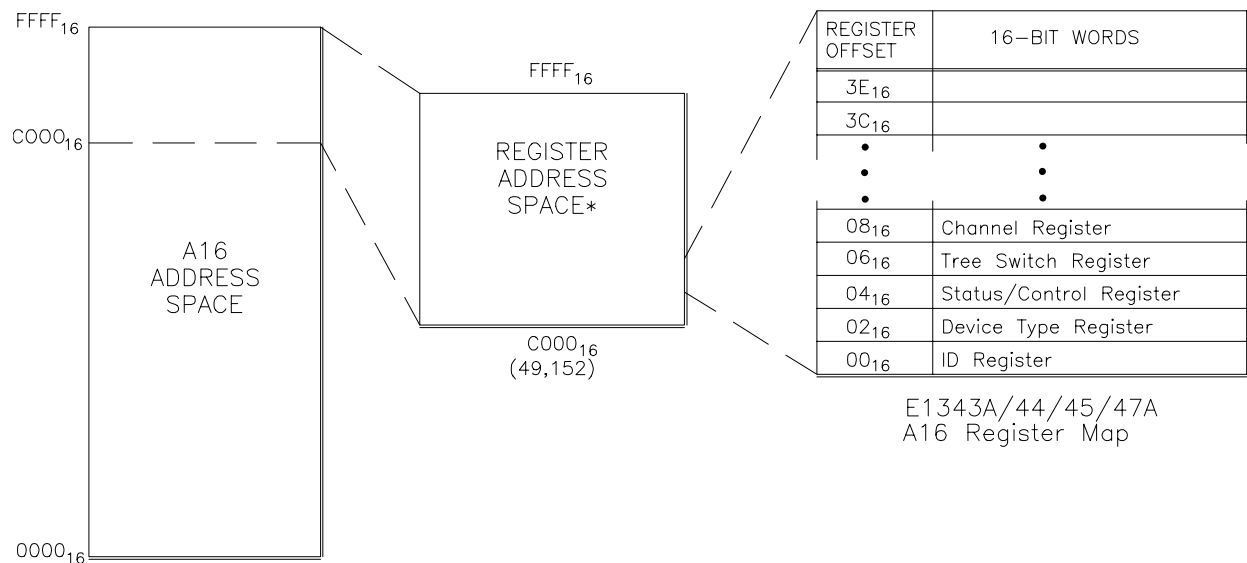 FFFF16
C00016
A16
ADDRESS
SPACE
000016
FFFF16
REGISTER
ADDRESS
SPACE*
C00016
(49,152)
REGISTER
OFFSET
16-BIT WORDS
3E16
3C16
0816 Channel Register
0616 Tree Switch Register
0416 Status/Control Register
0216 Device Type Register
0016 ID Register
E1343A/44/45/47A
A16 Register Map